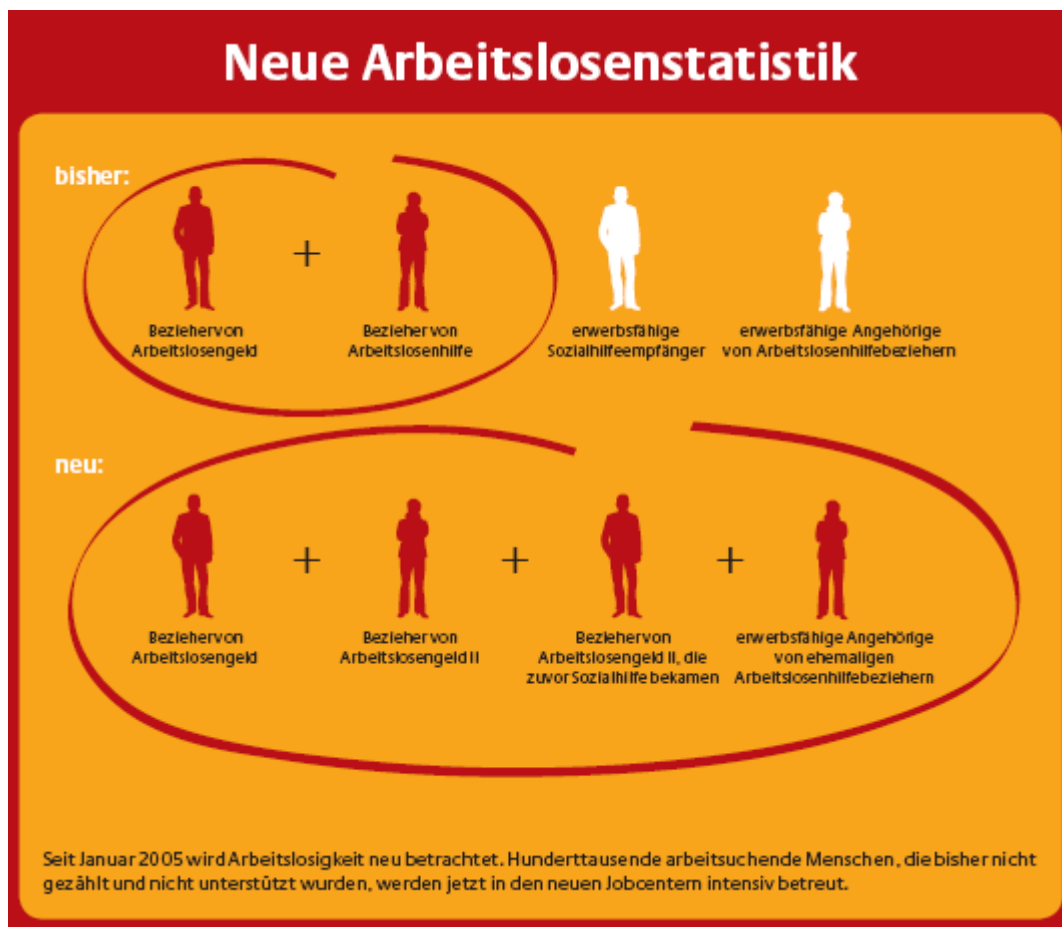 Neue Arbeitslosenstatistik
bisher:
+
Bezieher von
Arbeitslosengeld
Bezieher von
Arbeitslosenhilfe
erwerbsfähige
Sozialhilfeempfänger
erwerbsfähige Angehörige
von Arbeitslosenhilfebeziehern
neu:
+ + +
Bezieher von
Arbeitslosengeld
Bezieher von
Arbeitslosengeld II
Bezieher von
Arbeitslosengeld II, die
zuvor Sozialhilfe bekamen
erwerbsfähige Angehörige
von ehemaligen
Arbeitslosenhilfebeziehern
Seit Januar 2005 wird Arbeitslosigkeit neu betrachtet. Hunderttausende arbeitsuchende Menschen, die bisher nicht
gezählt und nicht unterstützt wurden, werden jetzt in den neuen Jobcentern intensiv betreut.